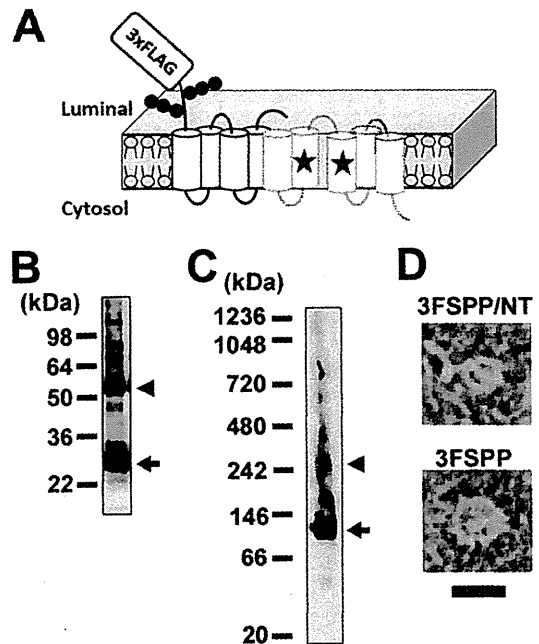 A
3xFLAG
Luminal
Cytosol
B
(kDa)
98
64
50
36
22
C
(kDa)
1236
1048
720
480
242
146
66
20
D
3FSPP/NT
3FSPP